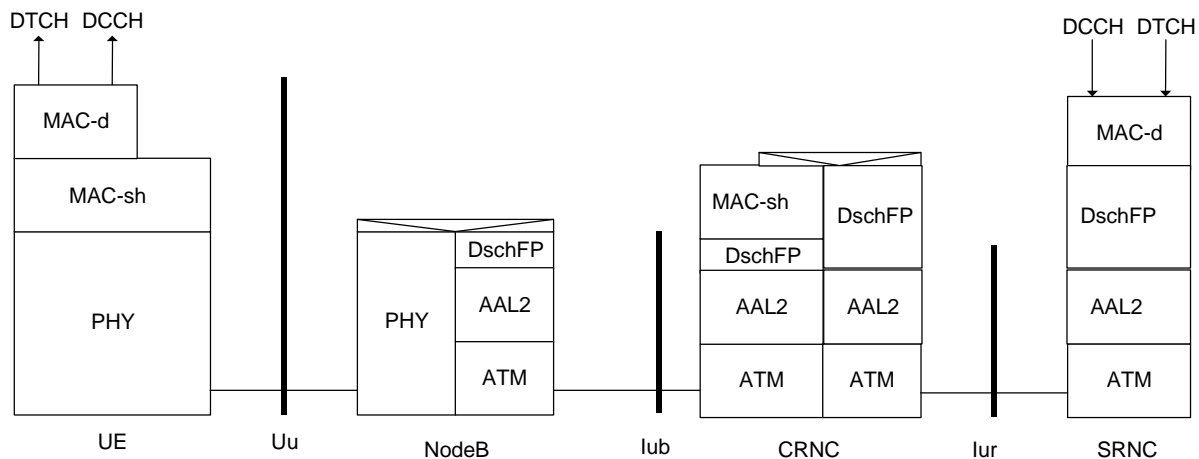 DTCH DCCH
DCCH DTCH
MAC-d
MAC-d
MAC-sh
MAC-sh
DschFP
DschFP
DschFP
DschFP
PHY
PHY
AAL2
AAL2
AAL2
AAL2
ATM
ATM
ATM
ATM
UE
Uu
NodeB
Iub
CRNC
Iur
SRNC